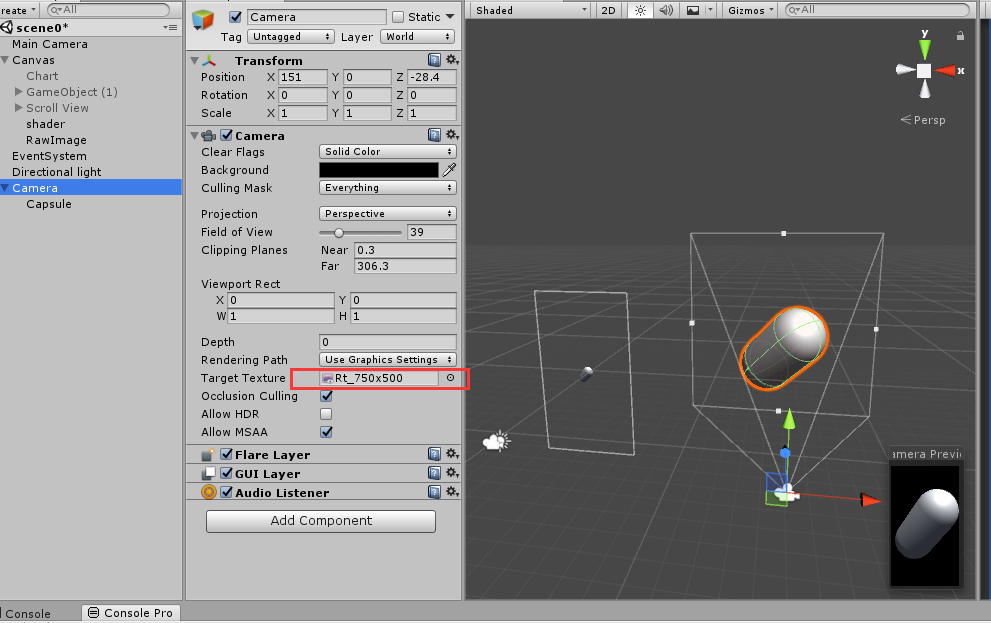 reate
All
scene0*
Main Camera
Canvas
Chart
GameObject (1)
Scroll View
shader
RawImage
EventSystem
Directional light
Camera
Capsule
Camera Static
Tag Untagged Layer World
Transform
Position X 151 Y 0 Z -28.4
Rotation X 0 Y 0 Z 0
Scale X 1 Y 1 Z 1
Camera
Clear Flags Solid Color
Background
Culling Mask Everything
Projection Perspective
Field of View 39
Clipping Planes Near 0.3
Far 306.3
Viewport Rect
X 0 Y 0
W 1 H 1
Depth 0
Rendering Path Use Graphics Settings
Target Texture Rt_750x500
Occlusion Culling
Allow HDR
Allow MSAA
Flare Layer
GUI Layer
Audio Listener
Add Component
Shaded 2D Gizmos All
y
x
Persp
amera Previ
Console
Console Pro